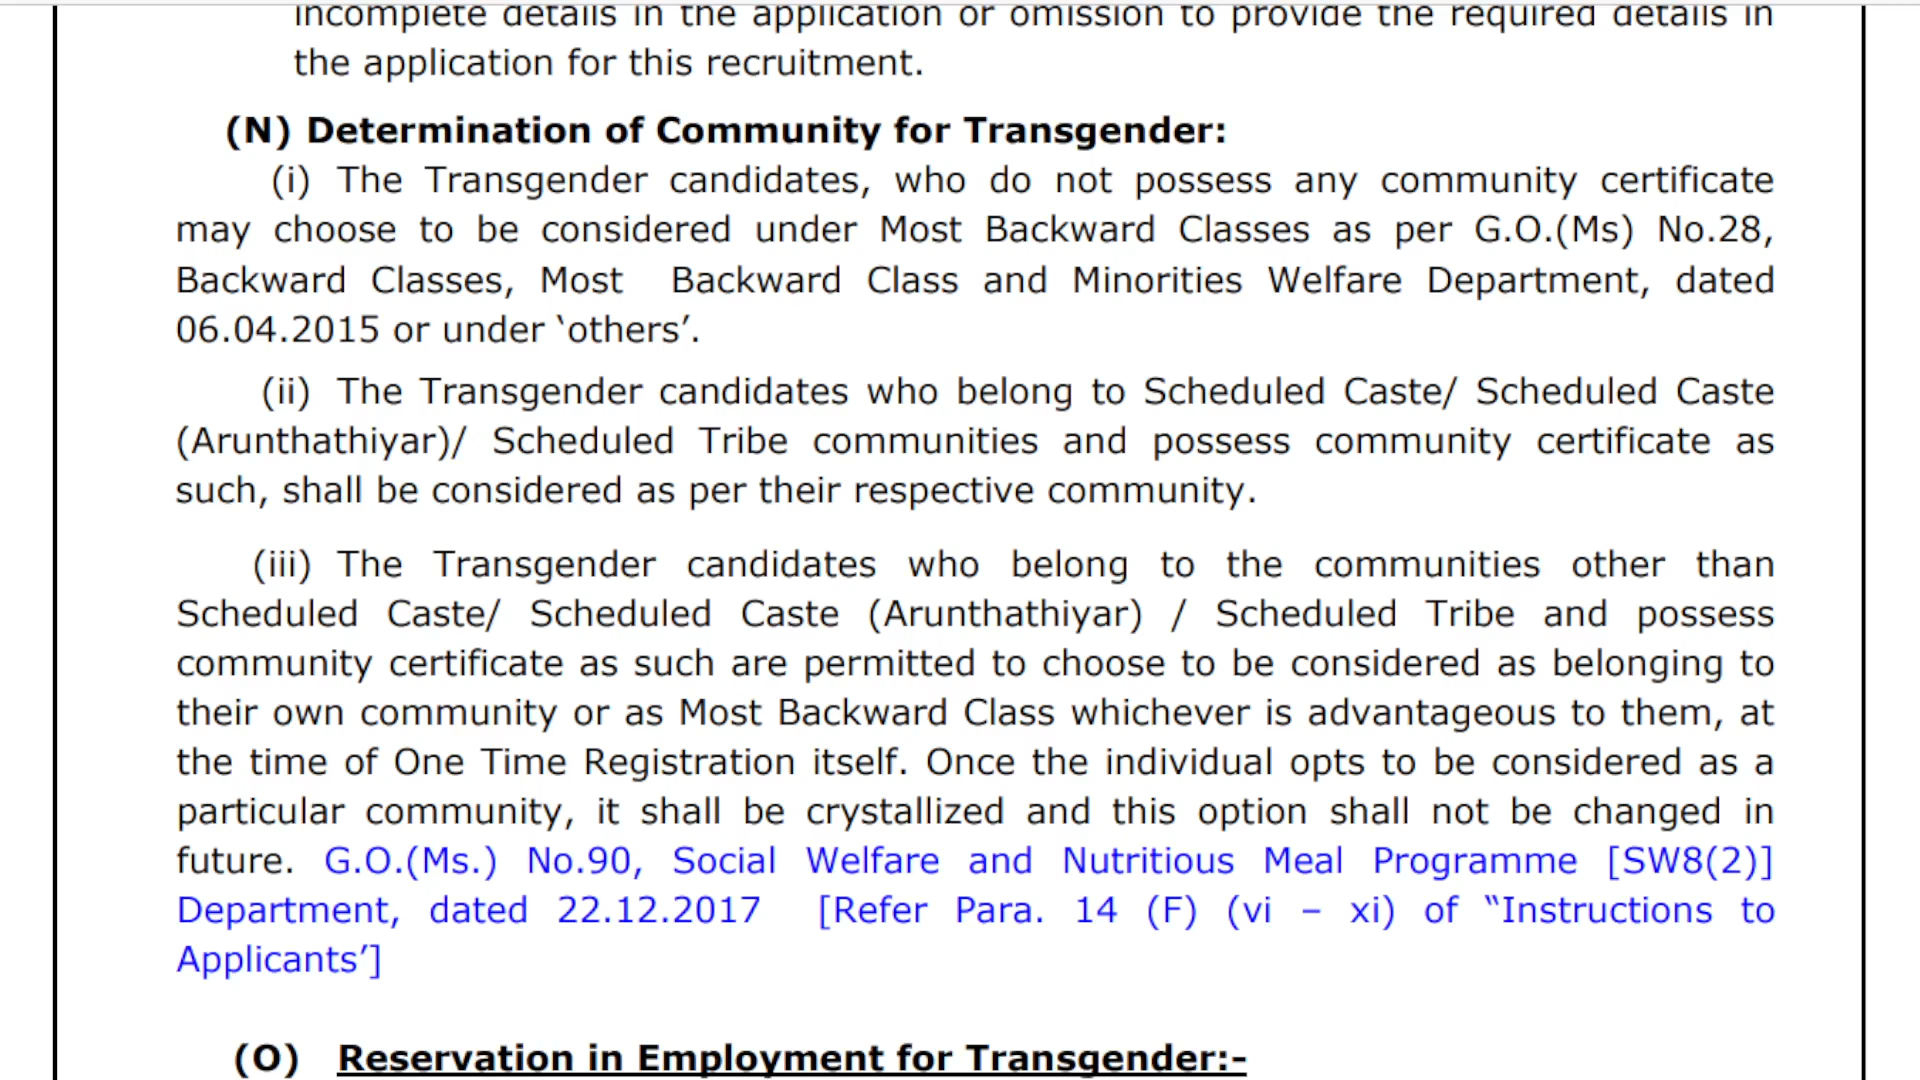 incomplete details in the application or omission to provide the required details in
the application for this recruitment.
(N) Determination of Community for Transgender:
(i) The Transgender candidates, who do not possess any community certificate
may choose to be considered under Most Backward Classes as per G.O.(Ms) No.28,
Backward Classes, Most Backward Class and Minorities Welfare Department, dated
06.04.2015 or under ‘others’.
(ii) The Transgender candidates who belong to Scheduled Caste/ Scheduled Caste
(Arunthathiyar)/ Scheduled Tribe communities and possess community certificate as
such, shall be considered as per their respective community.
(iii) The Transgender candidates who belong to the communities other than
Scheduled Caste/ Scheduled Caste (Arunthathiyar) / Scheduled Tribe and possess
community certificate as such are permitted to choose to be considered as belonging to
their own community or as Most Backward Class whichever is advantageous to them, at
the time of One Time Registration itself. Once the individual opts to be considered as a
particular community, it shall be crystallized and this option shall not be changed in
future. G.O.(Ms.) No.90, Social Welfare and Nutritious Meal Programme [SW8(2)]
Department, dated 22.12.2017 [Refer Para. 14 (F) (vi – xi) of “Instructions to
Applicants’]
(O) Reservation in Employment for Transgender:-